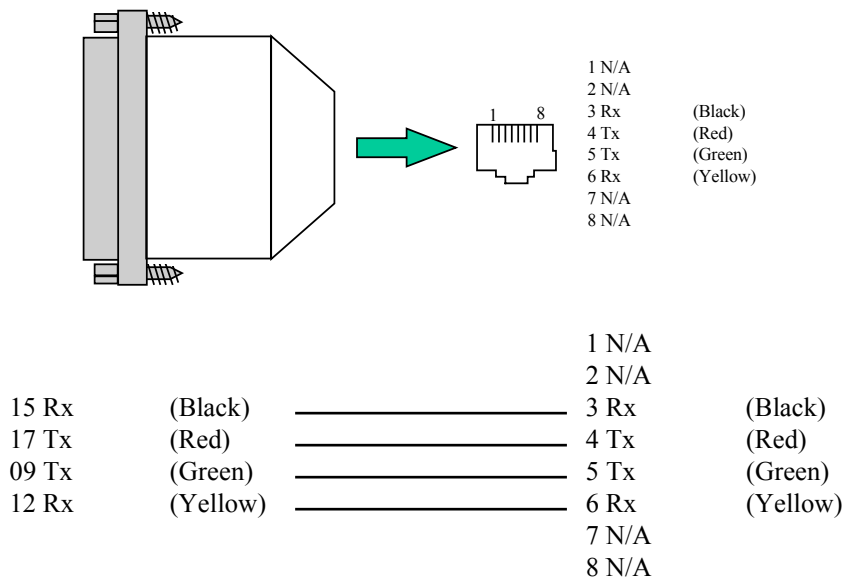 1 8
1 N/A
2 N/A
3 Rx (Black)
4 Tx (Red)
5 Tx (Green)
6 Rx (Yellow)
7 N/A
8 N/A
1 N/A
2 N/A
15 Rx (Black) 3 Rx (Black)
17 Tx (Red) 4 Tx (Red)
09 Tx (Green) 5 Tx (Green)
12 Rx (Yellow) 6 Rx (Yellow)
7 N/A
8 N/A